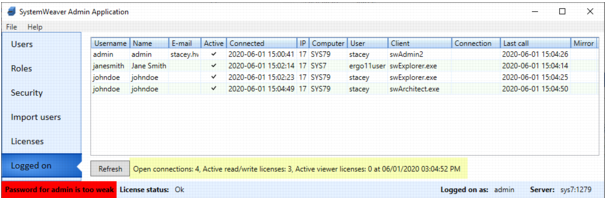 SystemWeaver Admin Application
File Help
Users
Roles
Security
Import users
Licenses
Logged on
Username Name E-mail Active Connected IP Computer User Client Connection Last call Mirror
admin admin stacey.h ✓ 2020-06-01 15:00:41 17 SYS79 stacey swAdmin2 2020-06-01 15:04:26
janesmith Jane Smith ✓ 2020-06-01 15:02:14 17 SYS7 ergo11user swExplorer.exe 2020-06-01 15:04:14
johndoe johndoe ✓ 2020-06-01 15:02:23 17 SYS79 stacey swExplorer.exe 2020-06-01 15:04:25
johndoe johndoe ✓ 2020-06-01 15:04:49 17 SYS79 stacey swArchitect.exe 2020-06-01 15:04:50
Refresh Open connections: 4, Active read/write licenses: 3, Active viewer licenses: 0 at 06/01/2020 03:04:52 PM
Password for admin is too weak License status: Ok Logged on as: admin Server: sys7:1279